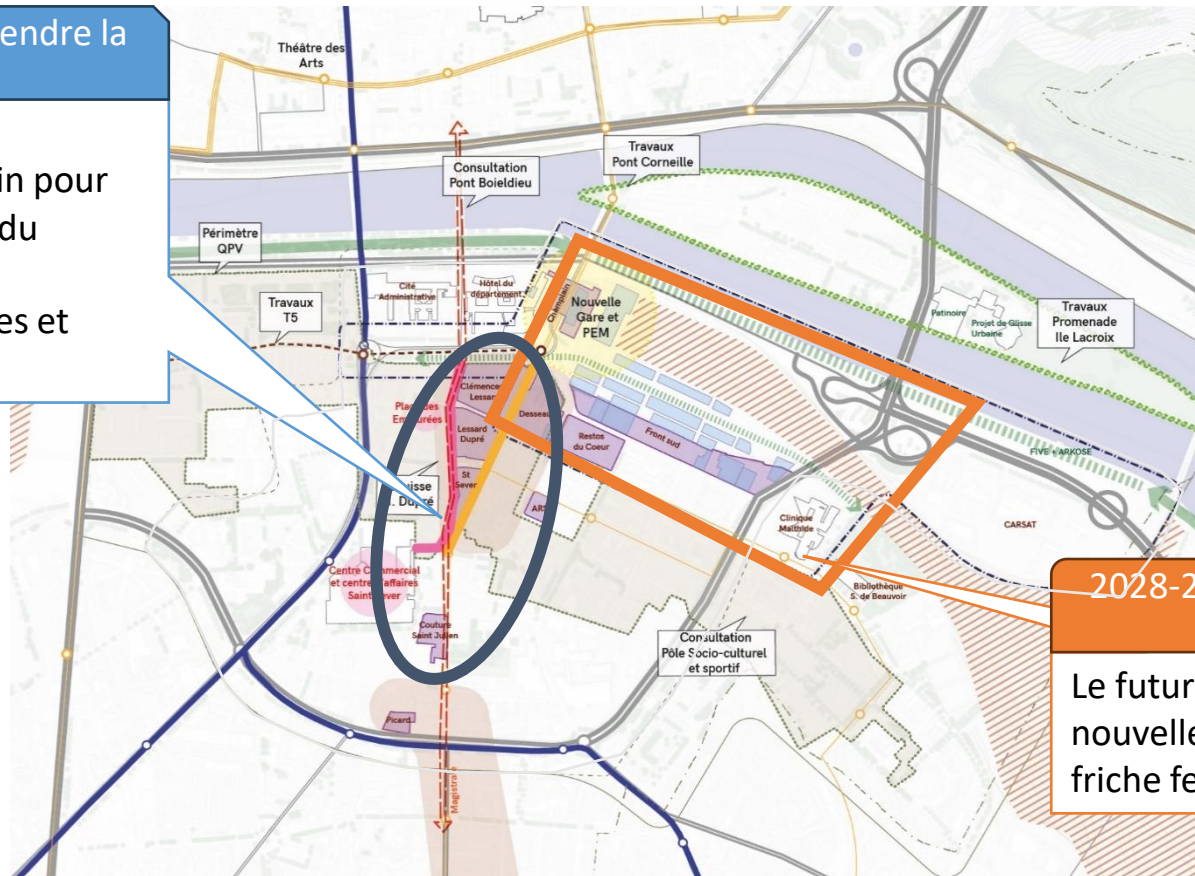 endre la
in pour
du
es et
Théâtre des
Arts
Consultation
Pont Boieldieu
Travaux
Pont Corneille
Périmètre
QPV
Travaux
T5
Cité
Administrative
Hôtel du
département
Champlain
Nouvelle
Gare et
PEM
Patinoire
Projet de Glisse
Urbaine
Travaux
Promenade
Ile Lacroix
Clémence
Lessard
Desseau
Lessard
Dupré
Restos
du Coeur
Front sud
St
Sever
FIVE + ARKOSE
Clinique
Mathilde
CARSAT
Centre Commercial
et centre d'affaires
Saint Sever
Bibliothèque
S. de Beauvoir
Couture
Saint Julien
Consultation
Pôle Socio-culturel
et sportif
Picard
2028-2
Le futur
nouvelle
friche fe